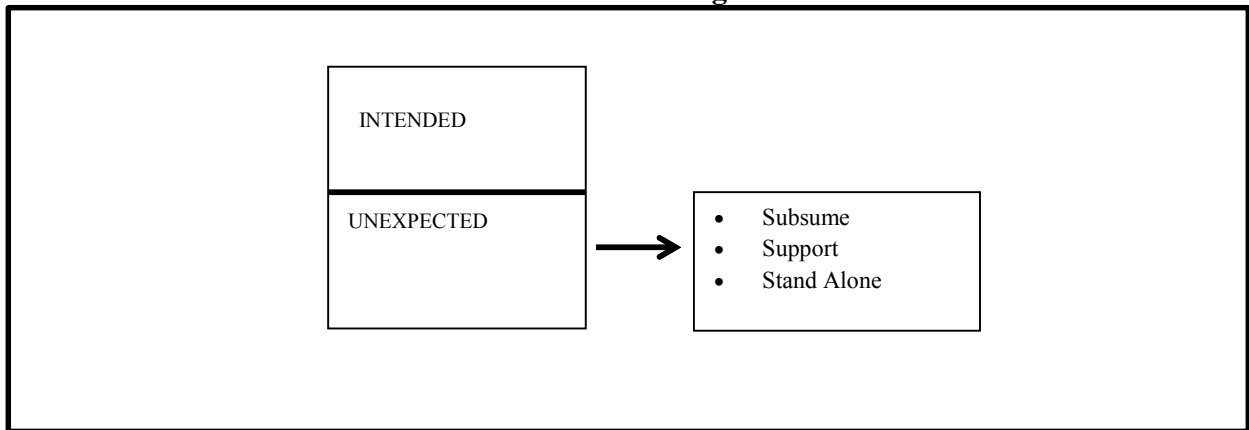 INTENDED
UNEXPECTED
• Subsume
• Support
• Stand Alone